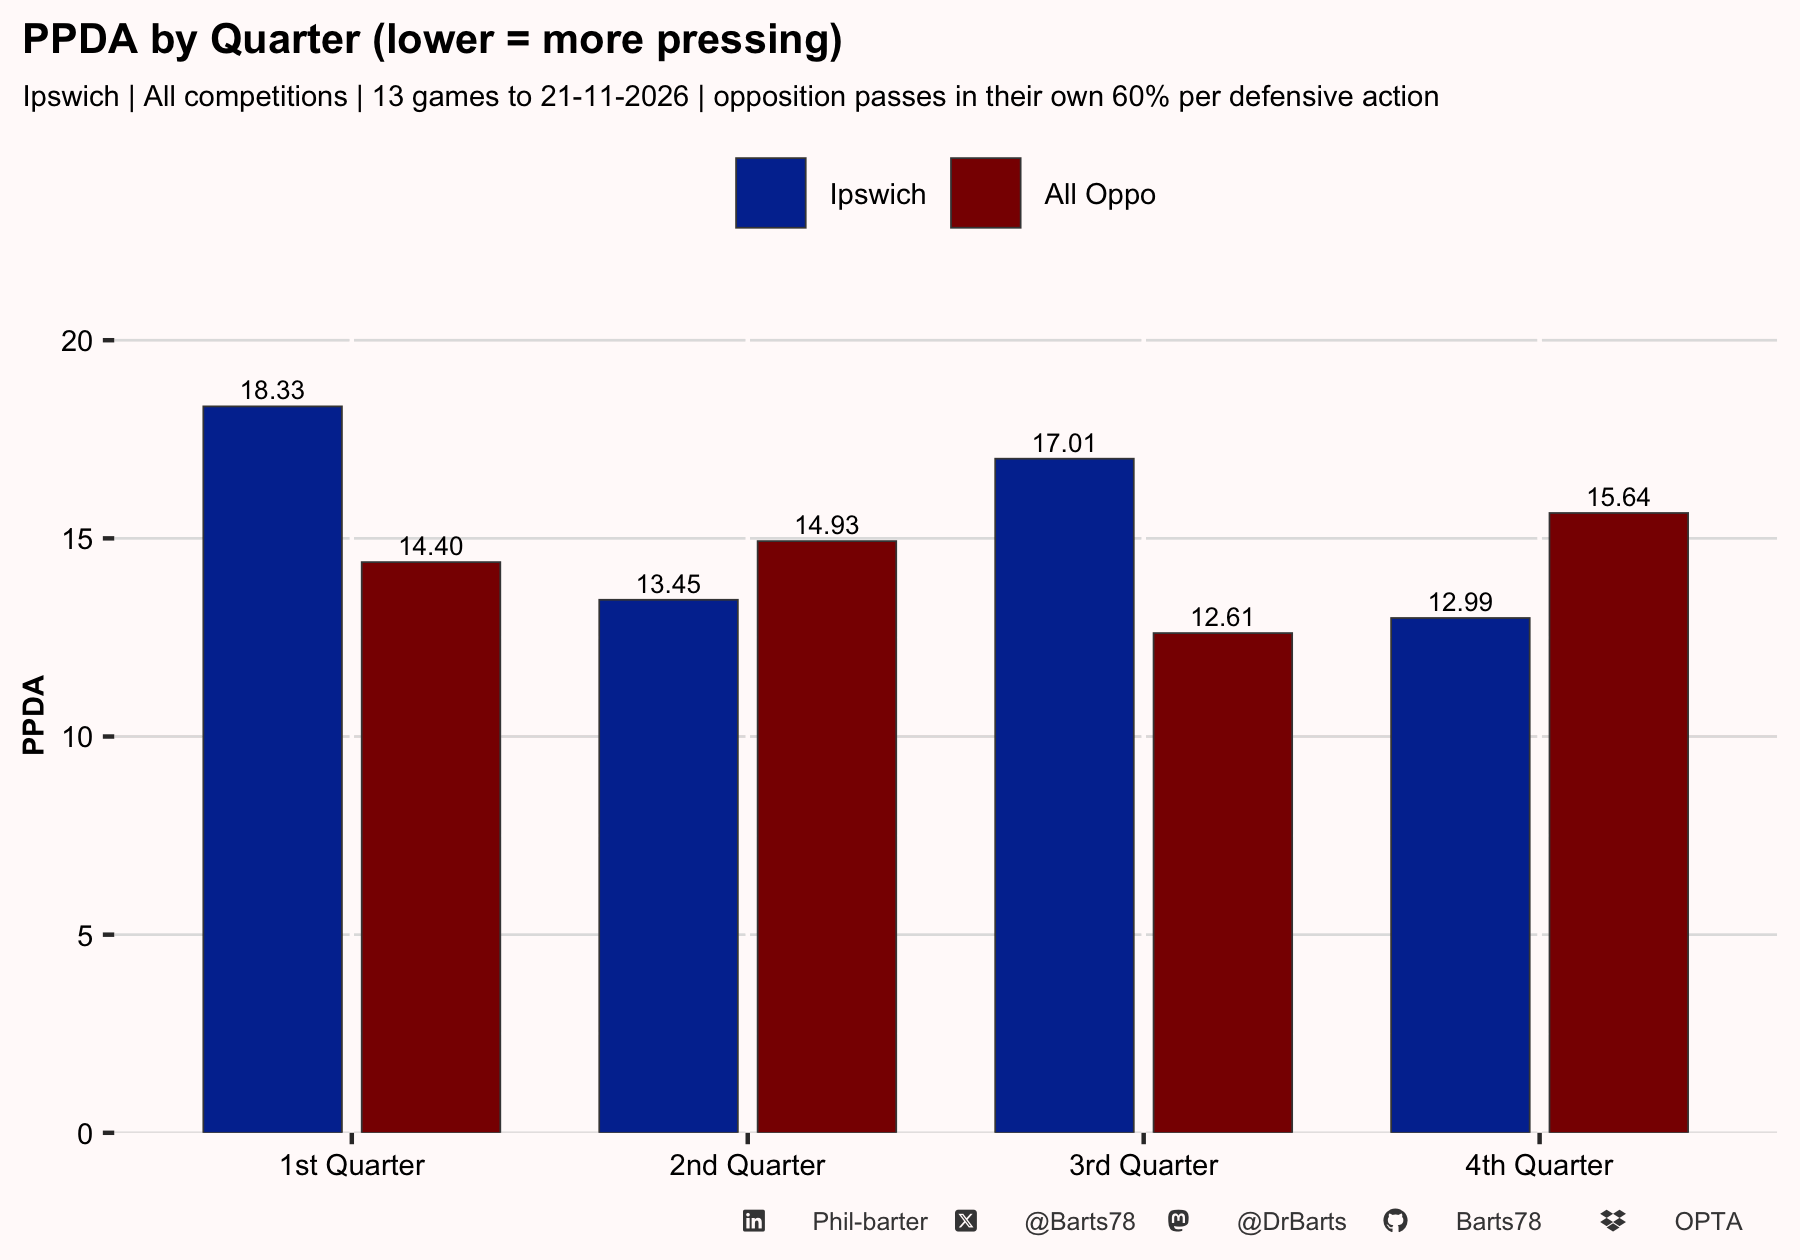 PPDA by Quarter (lower = more pressing)
Ipswich | All competitions | 13 games to 21-11-2026 | opposition passes in their own 60% per defensive action
Ipswich
All Oppo
20
15
10
5
0
PPDA
18.33
14.40
13.45
14.93
17.01
12.61
12.99
15.64
1st Quarter
2nd Quarter
3rd Quarter
4th Quarter
Phil-barter
@Barts78
@DrBarts
Barts78
OPTA